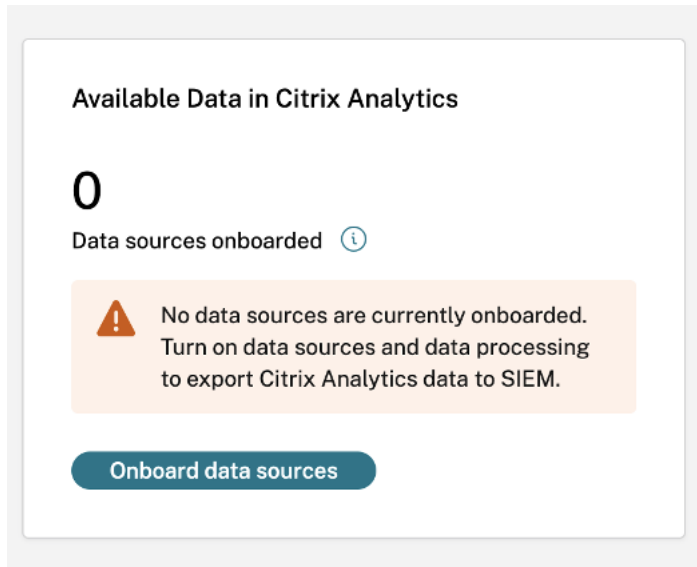 Available Data in Citrix Analytics
0
Data sources onboarded
No data sources are currently onboarded.
Turn on data sources and data processing
to export Citrix Analytics data to SIEM.
Onboard data sources